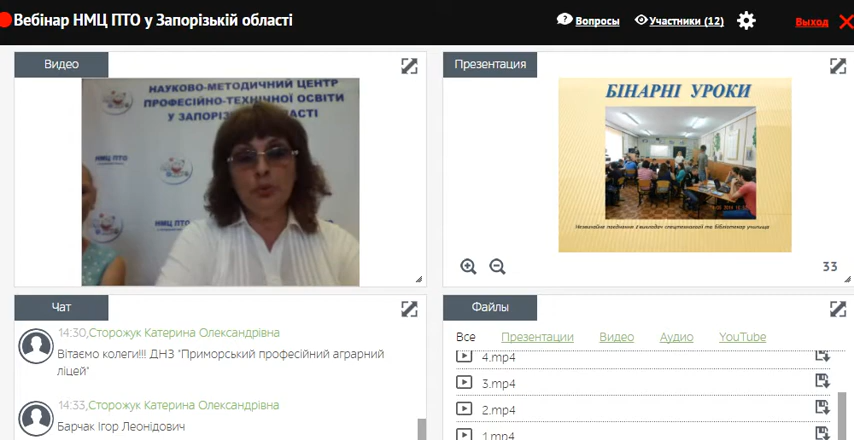 Вебінар НМЦ ПТО у Запорізькій області
Вопросы
Участники (12)
Выход
Видео
НАУКОВО-МЕТОДИЧНИЙ ЦЕНТР
ПРОФЕСІЙНО-ТЕХНІЧНОЇ ОСВІТИ
У ЗАПОРІЗЬКІЙ ОБЛАСТІ
НМЦ ПТО
НМЦ ПТО
Презентация
БІНАРНІ УРОКИ
33
Чат
14:30,Сторожук Катерина Олександрівна
Вітаємо колеги!!! ДНЗ "Приморський професійний аграрний
ліцей"
14:33,Сторожук Катерина Олександрівна
Барчак Ігор Леонідович
Файлы
Все
Презентации
Видео
Аудио
YouTube
4.mp4
3.mp4
2.mp4
1.mp4